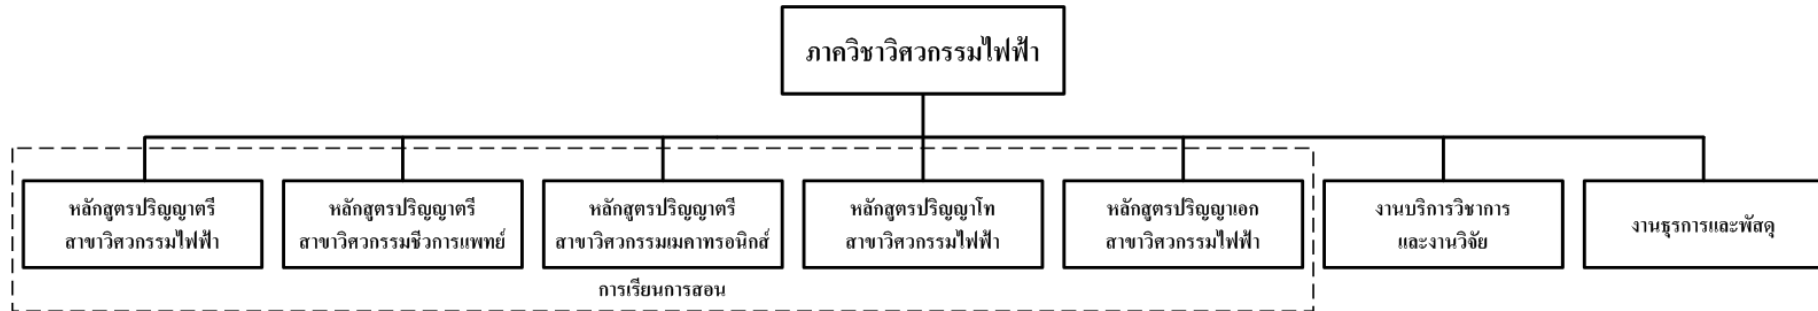 ภาควิชาวิศวกรรมไฟฟ้า
หลักสูตรปริญญาตรี
สาขาวิศวกรรมไฟฟ้า
หลักสูตรปริญญาตรี
สาขาวิศวกรรมชีวการแพทย์
หลักสูตรปริญญาตรี
สาขาวิศวกรรมเมคาทรอนิกส์
หลักสูตรปริญญาโท
สาขาวิศวกรรมไฟฟ้า
หลักสูตรปริญญาเอก
สาขาวิศวกรรมไฟฟ้า
งานบริการวิชาการ
และงานวิจัย
งานธุรการและพัสดุ
การเรียนการสอน